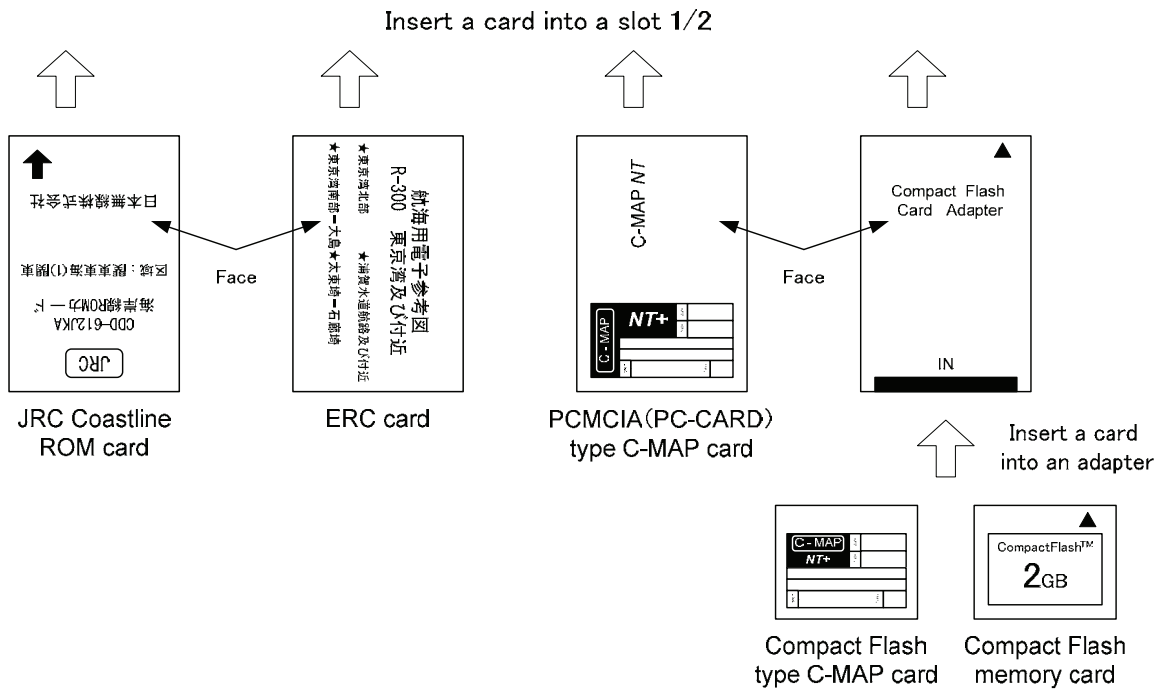 Insert a card into a slot 1/2
JRC
CDD-612JKA
海岸線ROMカード
区域：関東東海(1)関東
日本無線株式会社
Face
航海用電子参考図
R-300　東京湾及び付近
★東京湾北部　★浦賀水道航路及び付近
★東京湾南部ー大島★太東埼ー石廊埼
C-MAP NT
C-MAP
NT+
Face
Compact Flash
Card Adapter
IN
JRC Coastline
ROM card
ERC card
PCMCIA(PC-CARD)
type C-MAP card
Insert a card
into an adapter
C-MAP
NT+
CompactFlash™
2GB
Compact Flash
type C-MAP card
Compact Flash
memory card